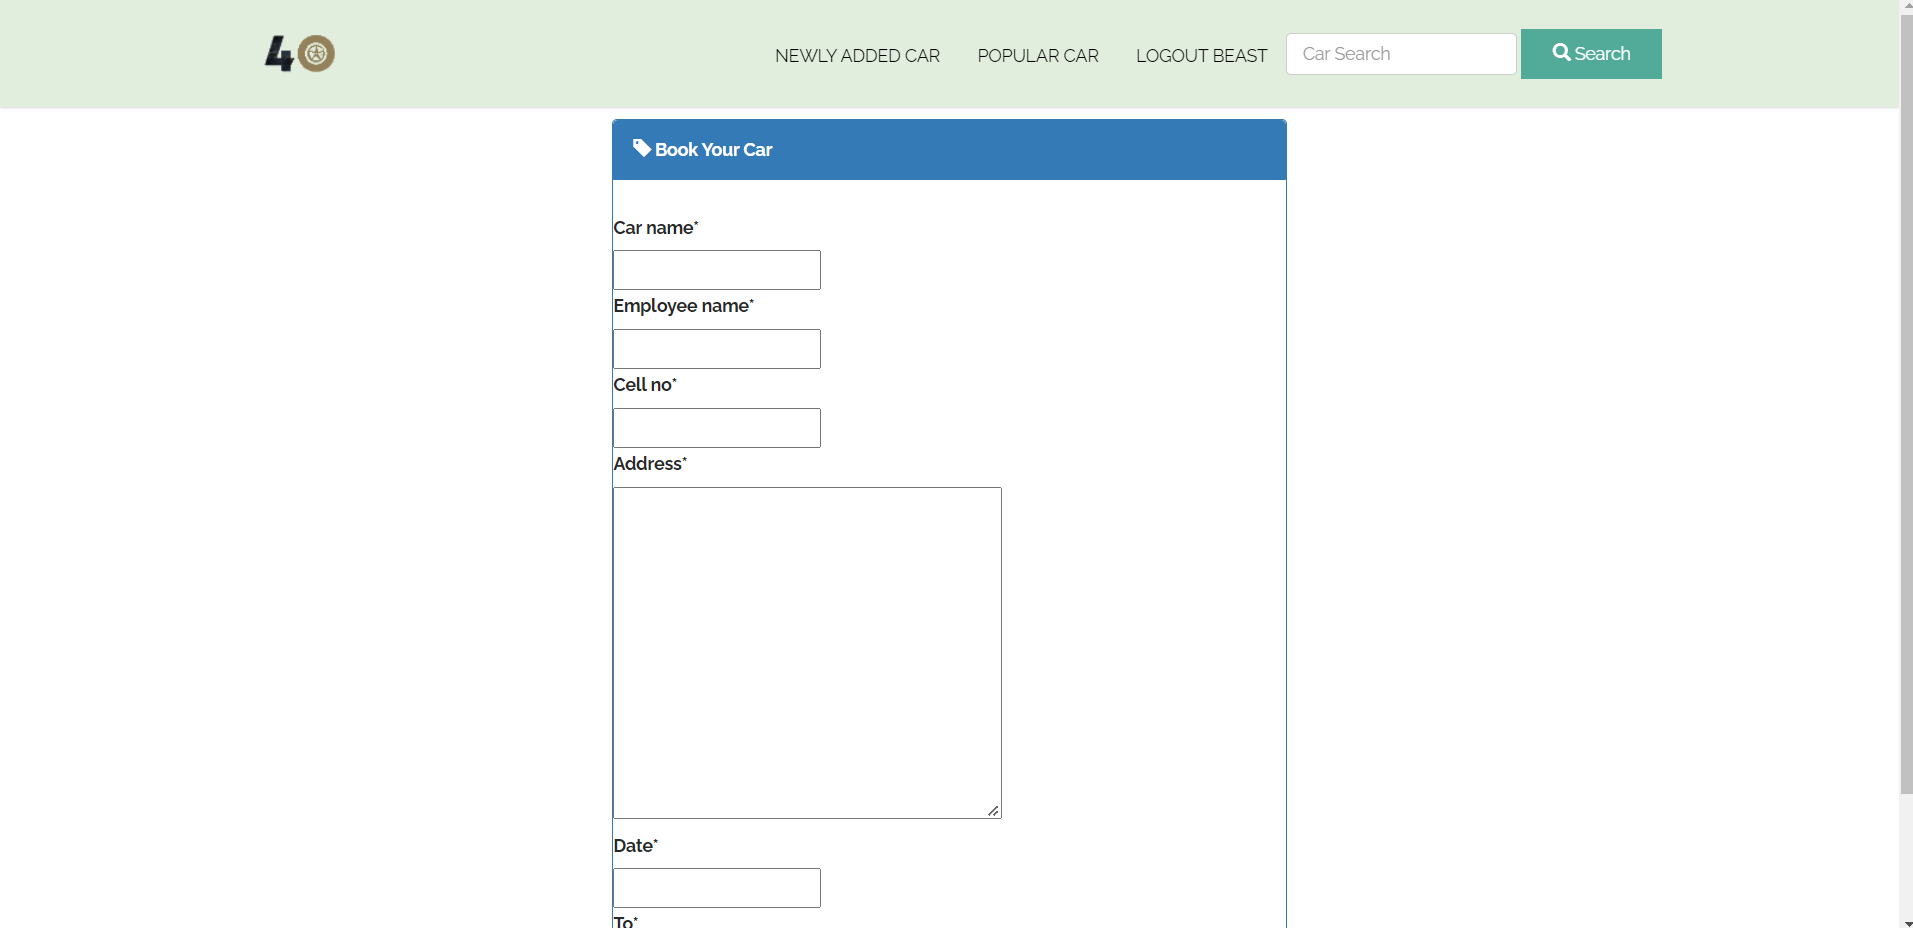 4
NEWLY ADDED CAR POPULAR CAR LOGOUT BEAST Car Search Search
Book Your Car
Car name*
Employee name*
Cell no*
Address*
Date*
To*